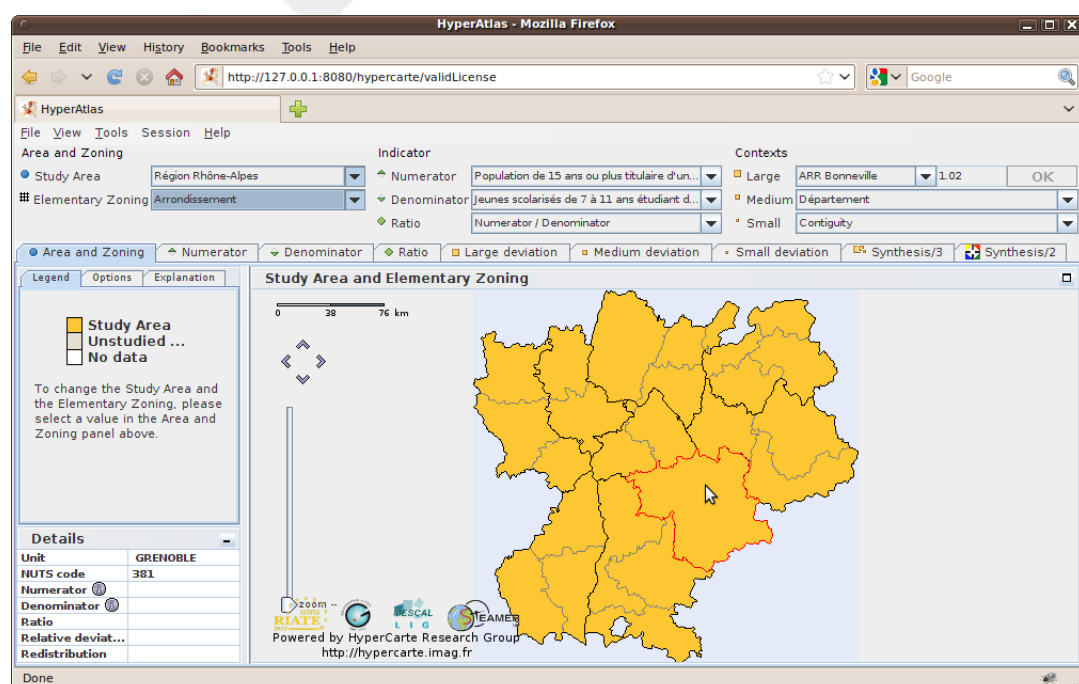 HyperAtlas - Mozilla Firefox
File Edit View History Bookmarks Tools Help
http://127.0.0.1:8080/hypercarte/validLicense
Google
HyperAtlas
File View Tools Session Help
Area and Zoning Indicator Contexts
Study Area Région Rhône-Alpes Numerator Population de 15 ans ou plus titulaire d'un... Large ARR Bonneville 1.02 OK
Elementary Zoning Arrondissement Denominator Jeunes scolarisés de 7 à 11 ans étudiant d... Medium Département
Ratio Numerator / Denominator Small Contiguity
Area and Zoning Numerator Denominator Ratio Large deviation Medium deviation Small deviation Synthesis/3 Synthesis/2
Legend Options Explanation
Study Area and Elementary Zoning
0 38 76 km
Study Area
Unstudied ...
No data
To change the Study Area and
the Elementary Zoning, please
select a value in the Area and
Zoning panel above.
Details
Unit GRENOBLE
NUTS code 381
Numerator
Denominator
Ratio
Relative deviat...
Redistribution
zoom --
ums
RIATE
MESCAL
LIG
STEAMER
Powered by HyperCarte Research Group
http://hypercarte.imag.fr
Done